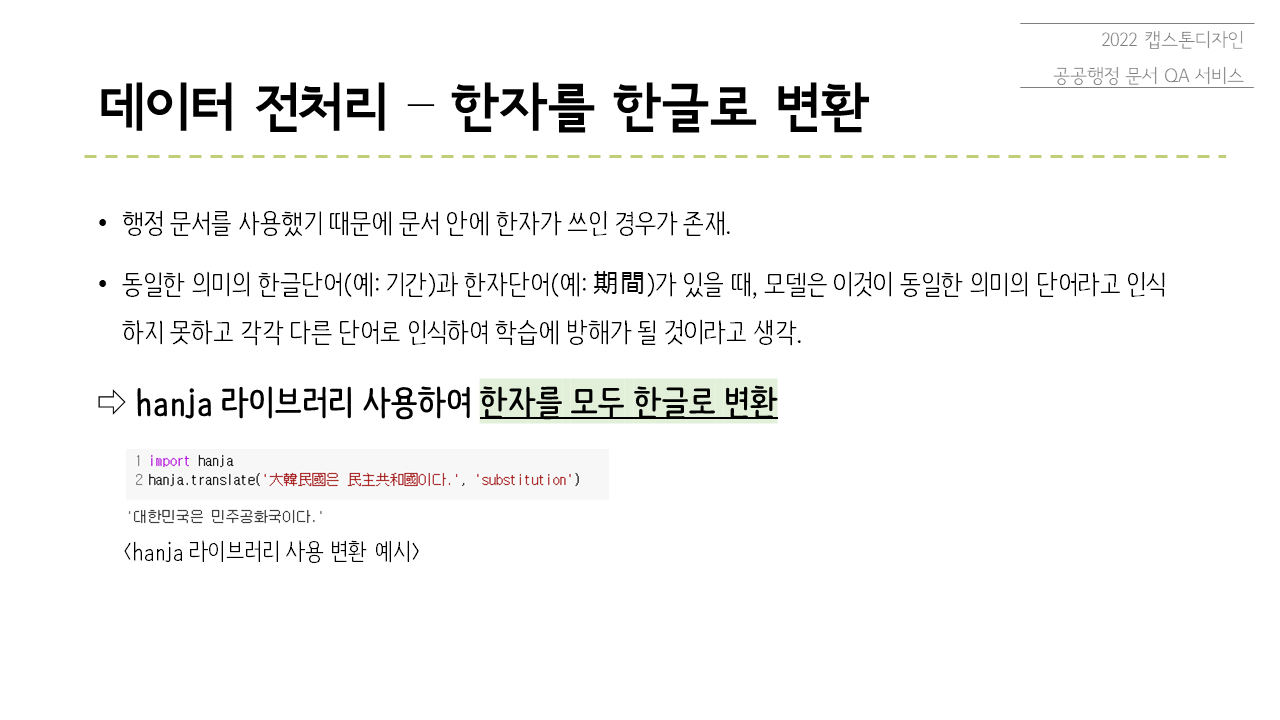 2022 캡스톤디자인
공공행정 문서 QA 서비스
데이터 전처리 – 한자를 한글로 변환
• 행정 문서를 사용했기 때문에 문서 안에 한자가 쓰인 경우가 존재.
• 동일한 의미의 한글단어(예: 기간)과 한자단어(예: 期間)가 있을 때, 모델은 이것이 동일한 의미의 단어라고 인식
하지 못하고 각각 다른 단어로 인식하여 학습에 방해가 될 것이라고 생각.
⇨ hanja 라이브러리 사용하여 한자를 모두 한글로 변환
1 import hanja
2 hanja.translate('大韓民國은 民主共和國이다.', 'substitution')
'대한민국은 민주공화국이다.'
<hanja 라이브러리 사용 변환 예시>